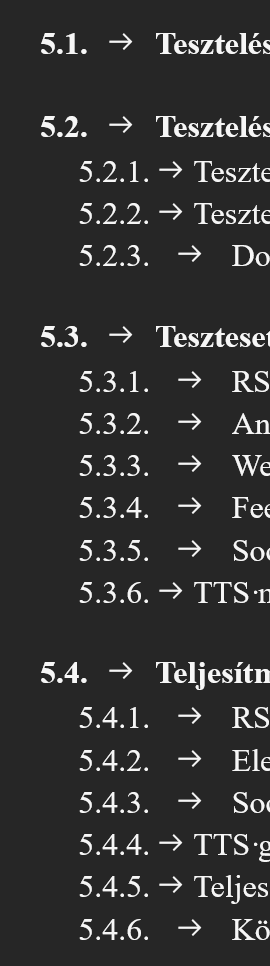 5.1. → Tesztelés
5.2. → Tesztelés
5.2.1. → Teszte
5.2.2. → Teszte
5.2.3. → Do
5.3. → Teszteset
5.3.1. → RS
5.3.2. → An
5.3.3. → We
5.3.4. → Fee
5.3.5. → Soc
5.3.6. → TTS·m
5.4. → Teljesítm
5.4.1. → RS
5.4.2. → Ele
5.4.3. → Soc
5.4.4. → TTS·g
5.4.5. → Teljes
5.4.6. → Kö